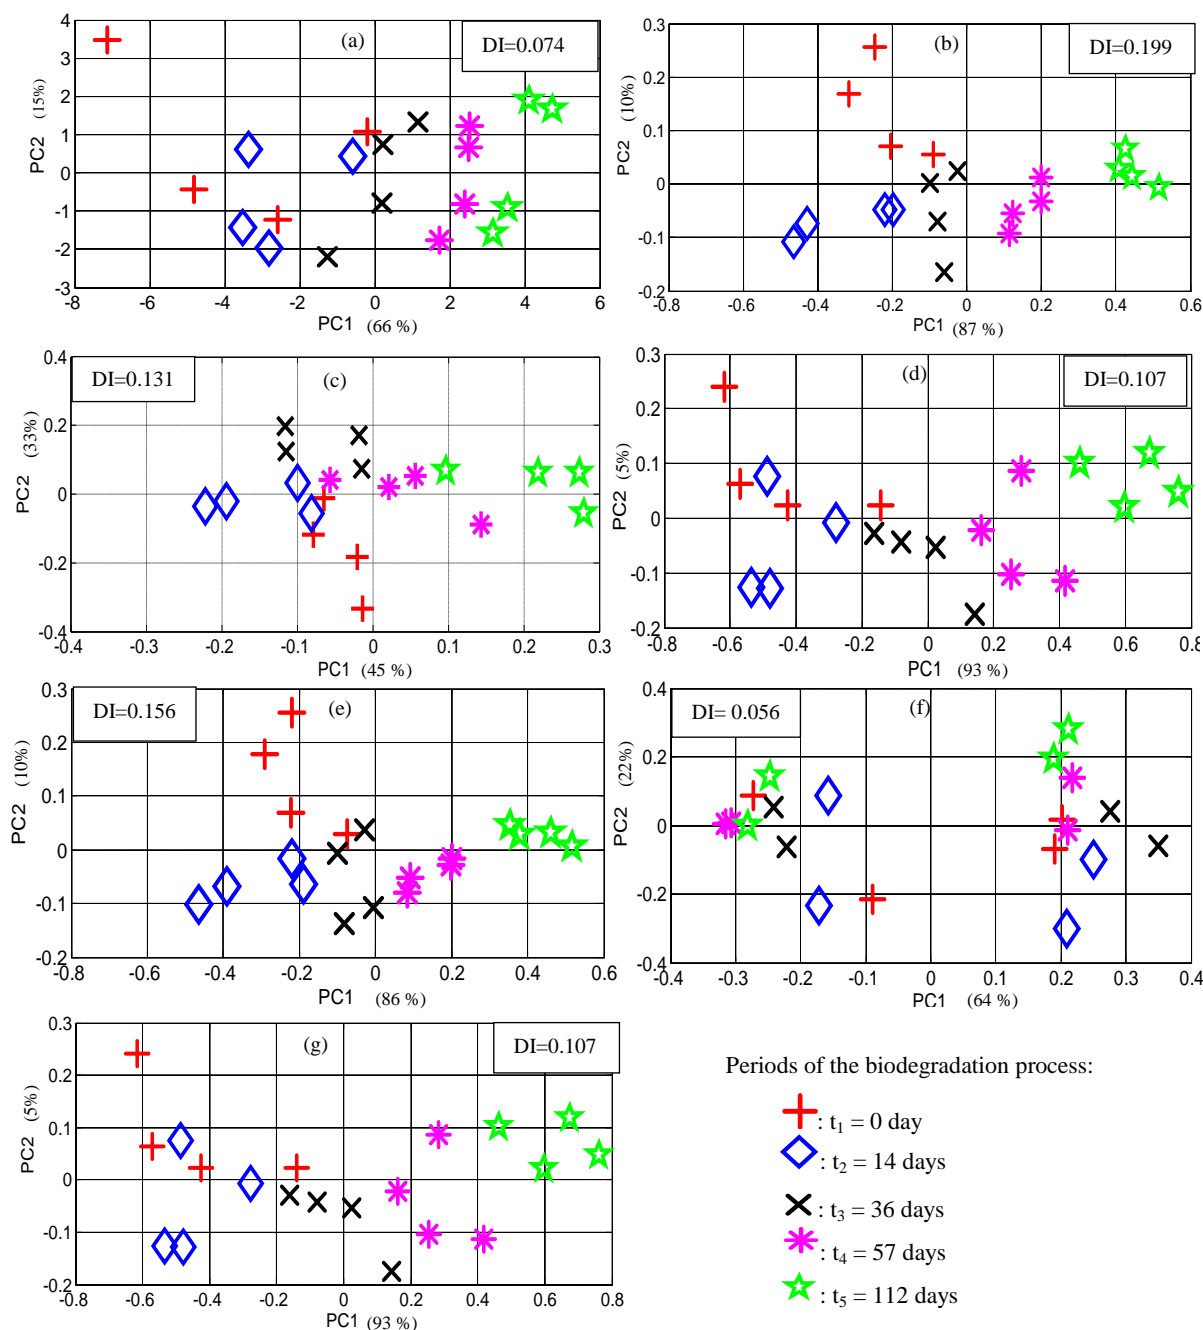 (a)
DI=0.074
PC2 (15%)
4
3
2
1
0
-1
-2
-3
-8 -6 -4 -2 0 2 4 6
PC1 (66 %)
(b)
DI=0.199
PC2 (10%)
0.3
0.2
0.1
0
-0.1
-0.2
-0.8 -0.6 -0.4 -0.2 0 0.2 0.4 0.6
PC1 (87 %)
(c)
DI=0.131
PC2 (33%)
0.4
0.2
0
-0.2
-0.4
-0.4 -0.3 -0.2 -0.1 0 0.1 0.2 0.3
PC1 (45 %)
(d)
DI=0.107
PC2 (5%)
0.3
0.2
0.1
0
-0.1
-0.2
-0.8 -0.6 -0.4 -0.2 0 0.2 0.4 0.6 0.8
PC1 (93 %)
(e)
DI=0.156
PC2 (10%)
0.3
0.2
0.1
0
-0.1
-0.2
-0.8 -0.6 -0.4 -0.2 0 0.2 0.4 0.6
PC1 (86 %)
(f)
DI= 0.056
PC2 (22%)
0.4
0.2
0
-0.2
-0.4
-0.4 -0.3 -0.2 -0.1 0 0.1 0.2 0.3 0.4
PC1 (64 %)
(g)
DI=0.107
PC2 (5%)
0.3
0.2
0.1
0
-0.1
-0.2
-0.8 -0.6 -0.4 -0.2 0 0.2 0.4 0.6 0.8
PC1 (93 %)
Periods of the biodegradation process:
: t1 = 0 day
: t2 = 14 days
: t3 = 36 days
: t4 = 57 days
: t5 = 112 days